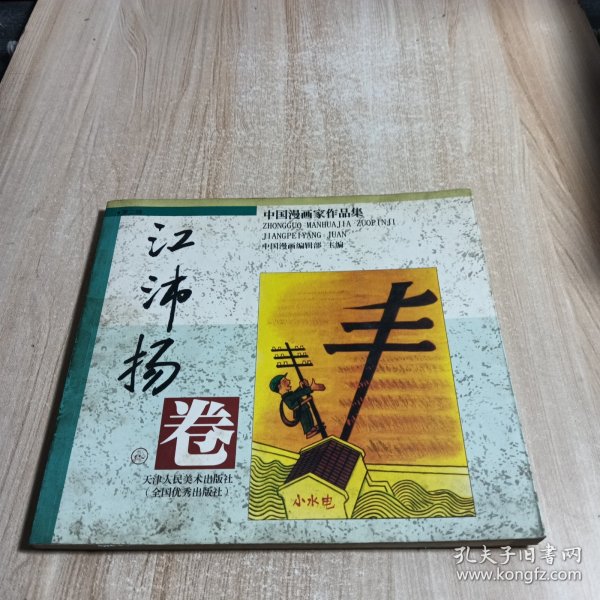 中国漫画家作品集
ZHONGGUO MANHUAJIA ZUOPINJI
JIANGPEIYANG JUAN
中国漫画编辑部 主编
江沛扬
卷
天津人民美术出版社
（全国优秀出版社）
丰
小水电
孔夫子旧书网
www.kongfz.com